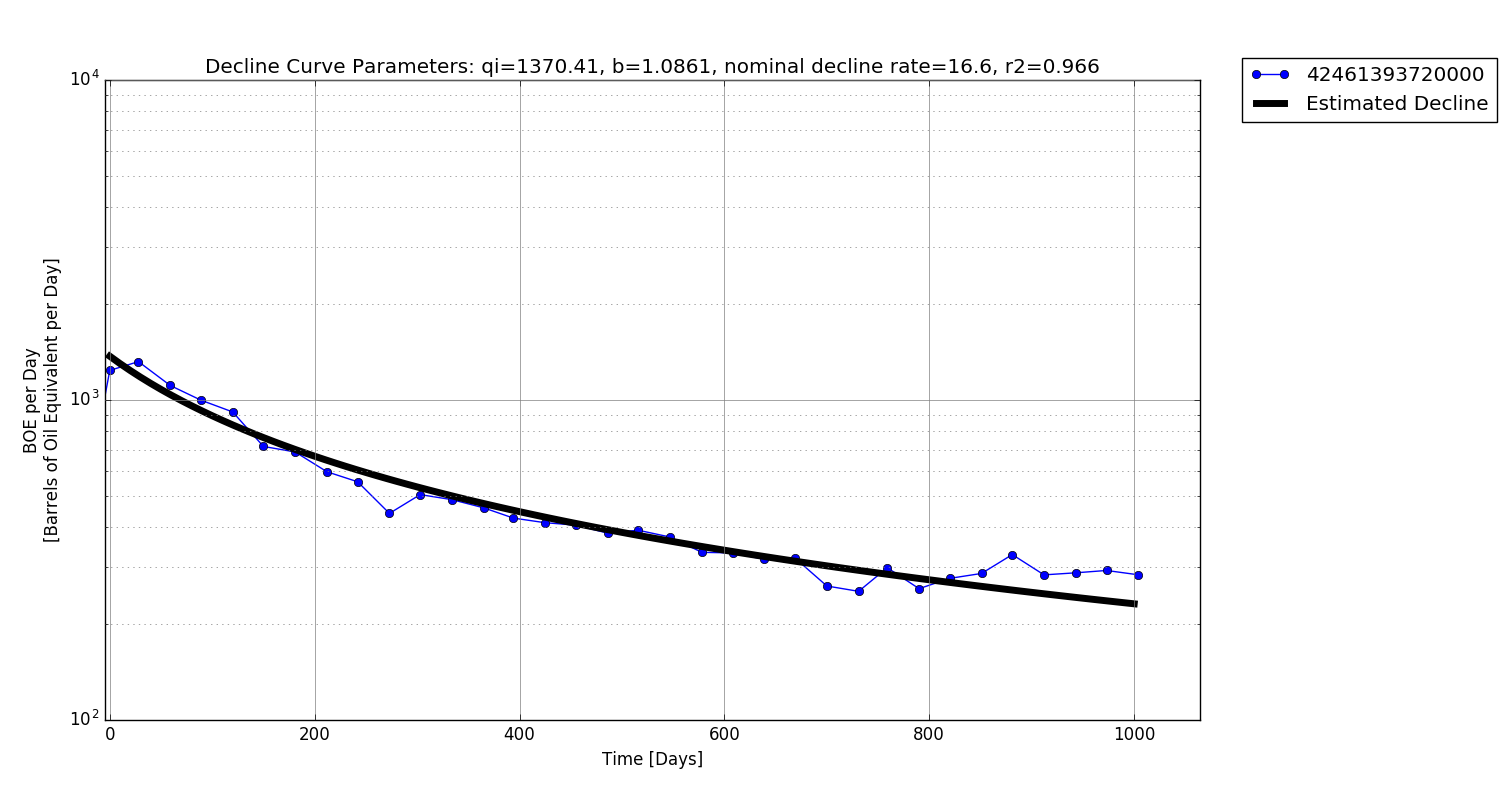 Decline Curve Parameters: qi=1370.41, b=1.0861, nominal decline rate=16.6, r2=0.966
42461393720000
Estimated Decline
10^4
10^3
10^2
BOE per Day
[Barrels of Oil Equivalent per Day]
0 200 400 600 800 1000
Time [Days]